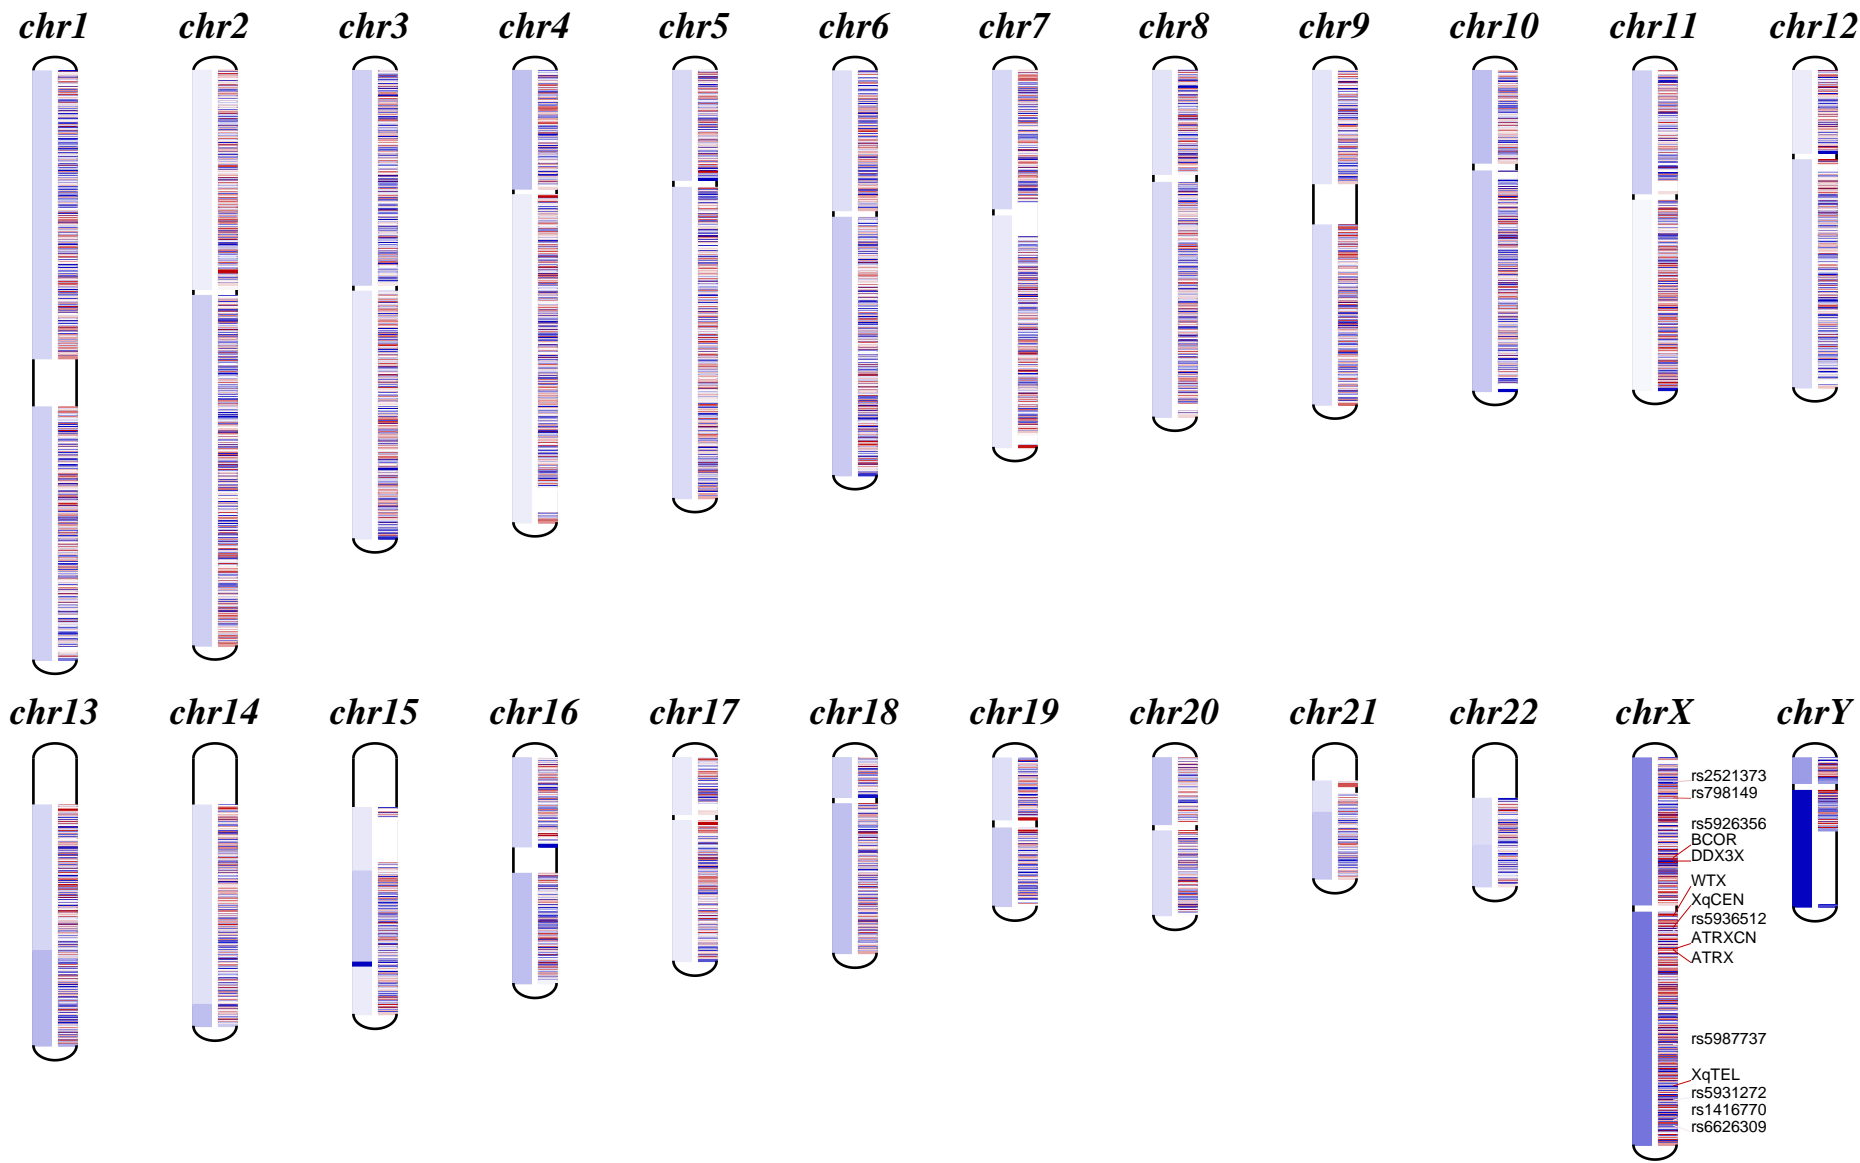 chr1 chr2 chr3 chr4 chr5 chr6 chr7 chr8 chr9 chr10 chr11 chr12
chr13 chr14 chr15 chr16 chr17 chr18 chr19 chr20 chr21 chr22 chrX chrY
rs2521373
rs798149
rs5926356
BCOR
DDX3X
WTX
XqCEN
rs5936512
ATRXCN
ATRX
rs5987737
XqTEL
rs5931272
rs1416770
rs6626309